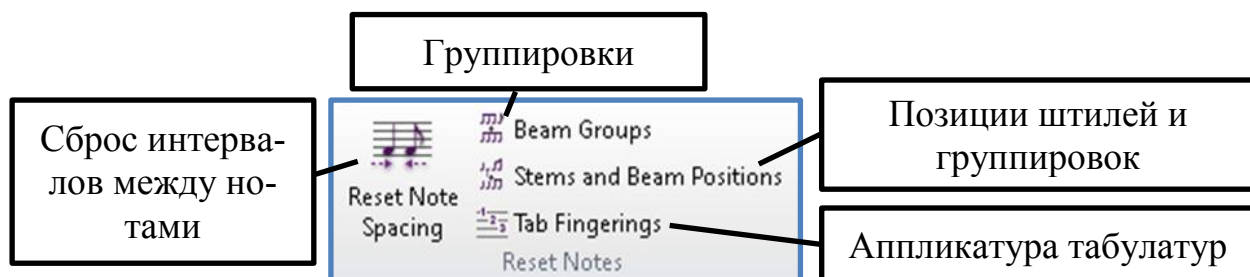 Группировки
Сброс интерва-
лов между но-
тами
Reset Note
Spacing
Beam Groups
Stems and Beam Positions
Tab Fingerings
Reset Notes
Позиции штилей и
группировок
Аппликатура табулатур